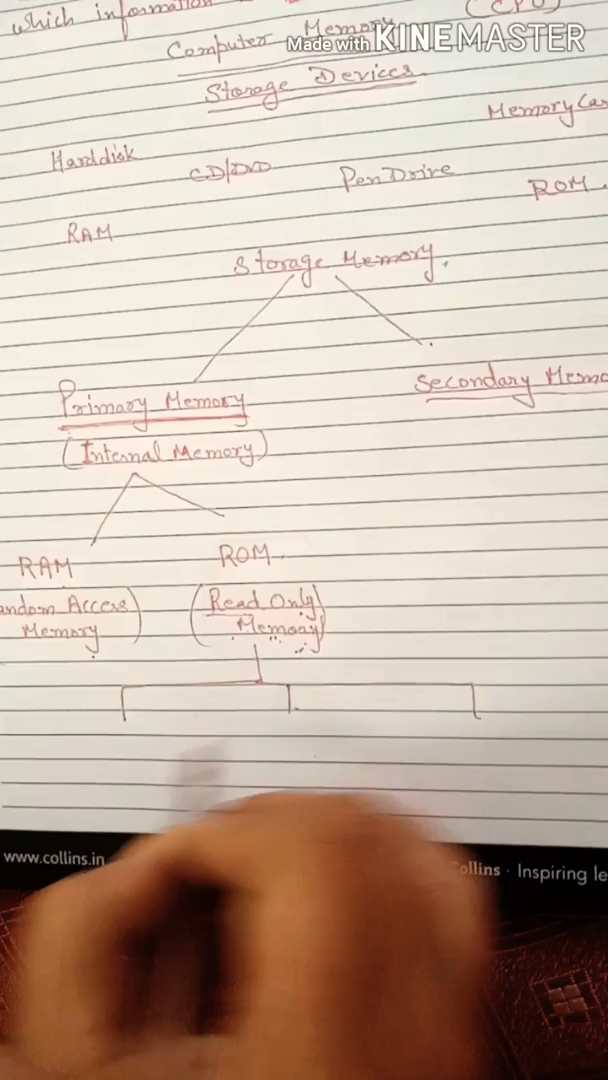 which information (CPU)
Computer Memory
Made with KINEMASTER
Storage Devices
Memory Ca
Harddisk CD/DVD Pen Drive ROM
RAM
Storage Memory.
Primary Memory Secondary Memo
(Internal Memory)
RAM ROM
andom Access) (Read Only
Memory Memory)
www.collins.in Collins · Inspiring le